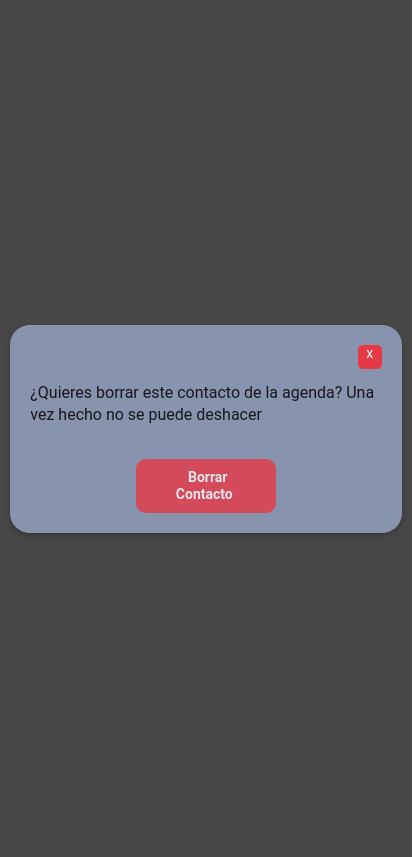 X
¿Quieres borrar este contacto de la agenda? Una
vez hecho no se puede deshacer
Borrar
Contacto